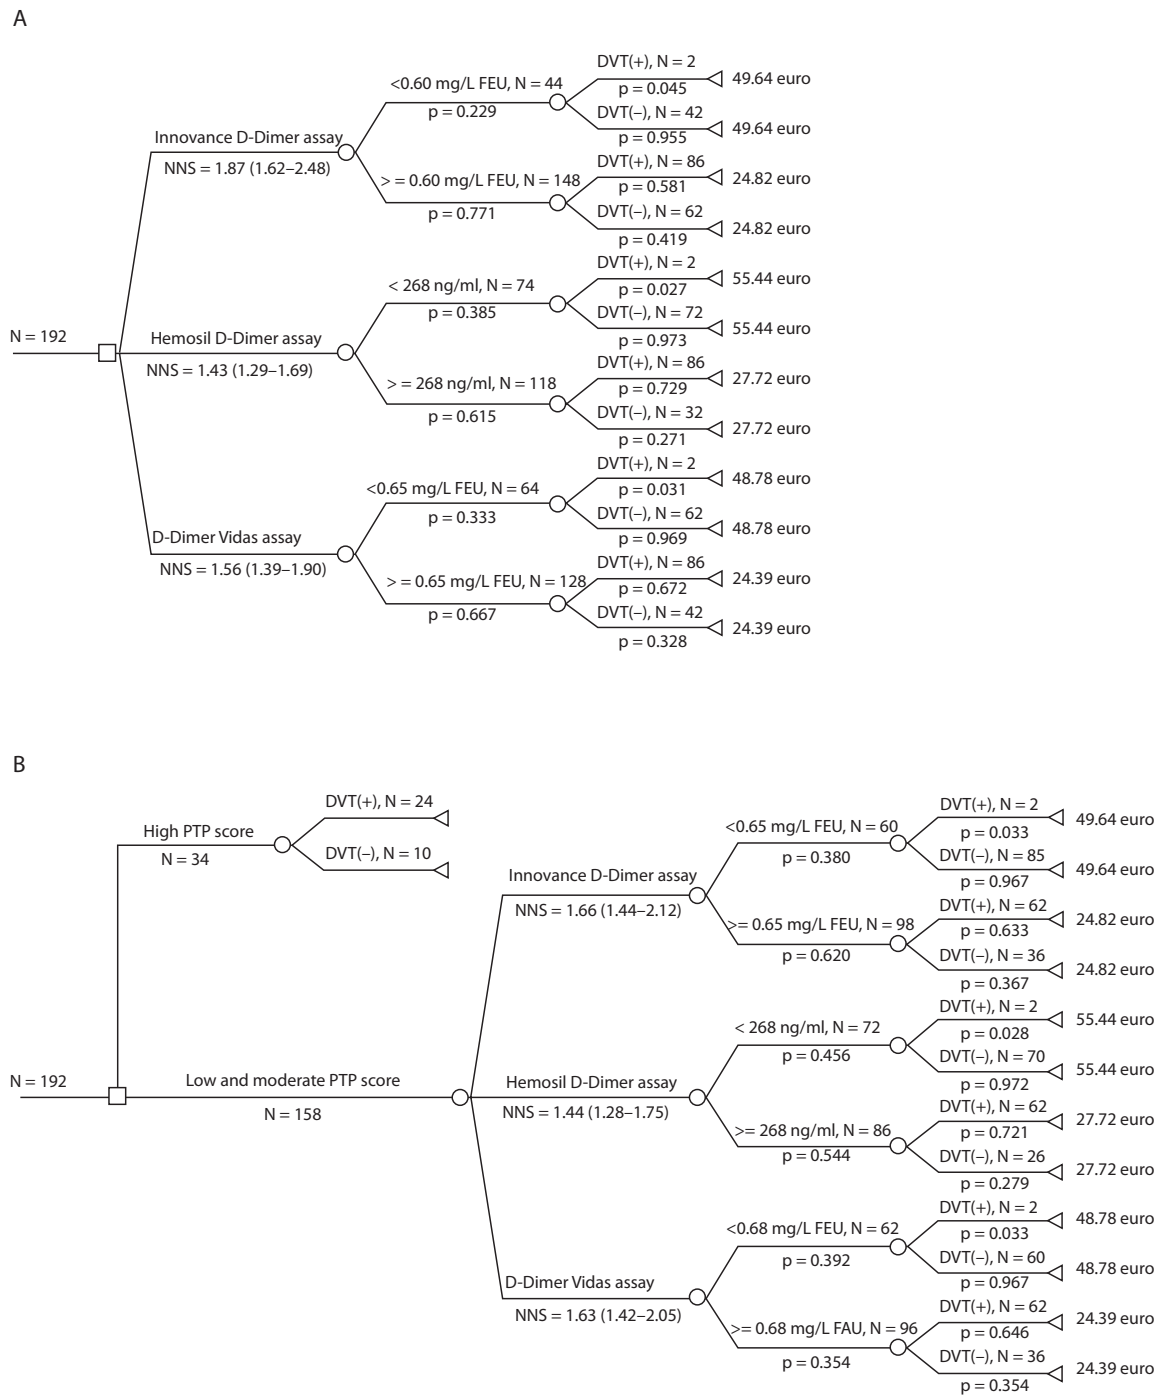 A
DVT(+), N = 2
<0.60 mg/L FEU, N = 44
49.64 euro
p = 0.045
p = 0.229
DVT(–), N = 42
Innovance D-Dimer assay
49.64 euro
p = 0.955
NNS = 1.87 (1.62–2.48)
DVT(+), N = 86
>= 0.60 mg/L FEU, N = 148
24.82 euro
p = 0.581
p = 0.771
DVT(–), N = 62
24.82 euro
p = 0.419
DVT(+), N = 2
< 268 ng/ml, N = 74
55.44 euro
p = 0.027
p = 0.385
DVT(–), N = 72
N = 192
Hemosil D-Dimer assay
55.44 euro
p = 0.973
NNS = 1.43 (1.29–1.69)
DVT(+), N = 86
>= 268 ng/ml, N = 118
27.72 euro
p = 0.729
p = 0.615
DVT(–), N = 32
27.72 euro
p = 0.271
DVT(+), N = 2
<0.65 mg/L FEU, N = 64
48.78 euro
p = 0.031
p = 0.333
DVT(–), N = 62
D-Dimer Vidas assay
48.78 euro
p = 0.969
NNS = 1.56 (1.39–1.90)
DVT(+), N = 86
>= 0.65 mg/L FEU, N = 128
24.39 euro
p = 0.672
p = 0.667
DVT(–), N = 42
24.39 euro
p = 0.328
B
DVT(+), N = 24
High PTP score
N = 34
DVT(–), N = 10
DVT(+), N = 2
<0.65 mg/L FEU, N = 60
49.64 euro
p = 0.033
p = 0.380
DVT(–), N = 85
Innovance D-Dimer assay
49.64 euro
p = 0.967
NNS = 1.66 (1.44–2.12)
DVT(+), N = 62
>= 0.65 mg/L FEU, N = 98
24.82 euro
p = 0.633
p = 0.620
DVT(–), N = 36
24.82 euro
p = 0.367
DVT(+), N = 2
< 268 ng/ml, N = 72
55.44 euro
p = 0.028
p = 0.456
DVT(–), N = 70
N = 192
Low and moderate PTP score
N = 158
Hemosil D-Dimer assay
55.44 euro
p = 0.972
NNS = 1.44 (1.28–1.75)
DVT(+), N = 62
>= 268 ng/ml, N = 86
27.72 euro
p = 0.721
p = 0.544
DVT(–), N = 26
27.72 euro
p = 0.279
DVT(+), N = 2
<0.68 mg/L FEU, N = 62
48.78 euro
p = 0.033
p = 0.392
DVT(–), N = 60
D-Dimer Vidas assay
48.78 euro
p = 0.967
NNS = 1.63 (1.42–2.05)
DVT(+), N = 62
>= 0.68 mg/L FAU, N = 96
24.39 euro
p = 0.646
p = 0.354
DVT(–), N = 36
24.39 euro
p = 0.354